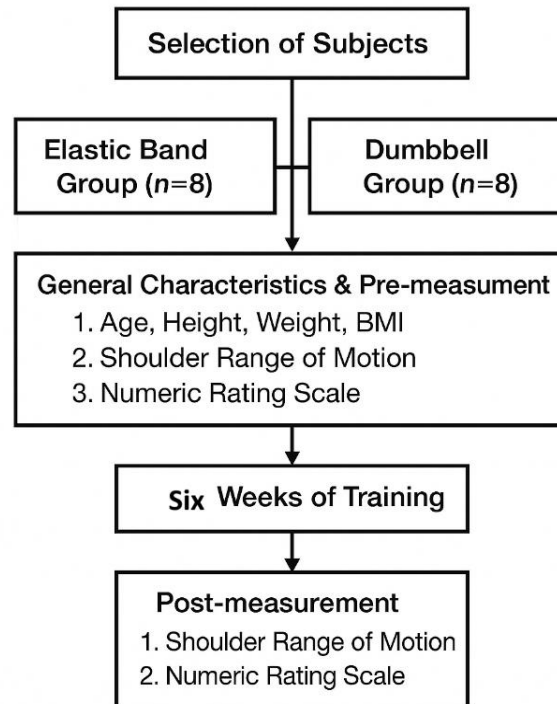 Selection of Subjects
Elastic Band
Group (n=8)
Dumbbell
Group (n=8)
General Characteristics & Pre-measument
1. Age, Height, Weight, BMI
2. Shoulder Range of Motion
3. Numeric Rating Scale
Six Weeks of Training
Post-measurement
1. Shoulder Range of Motion
2. Numeric Rating Scale